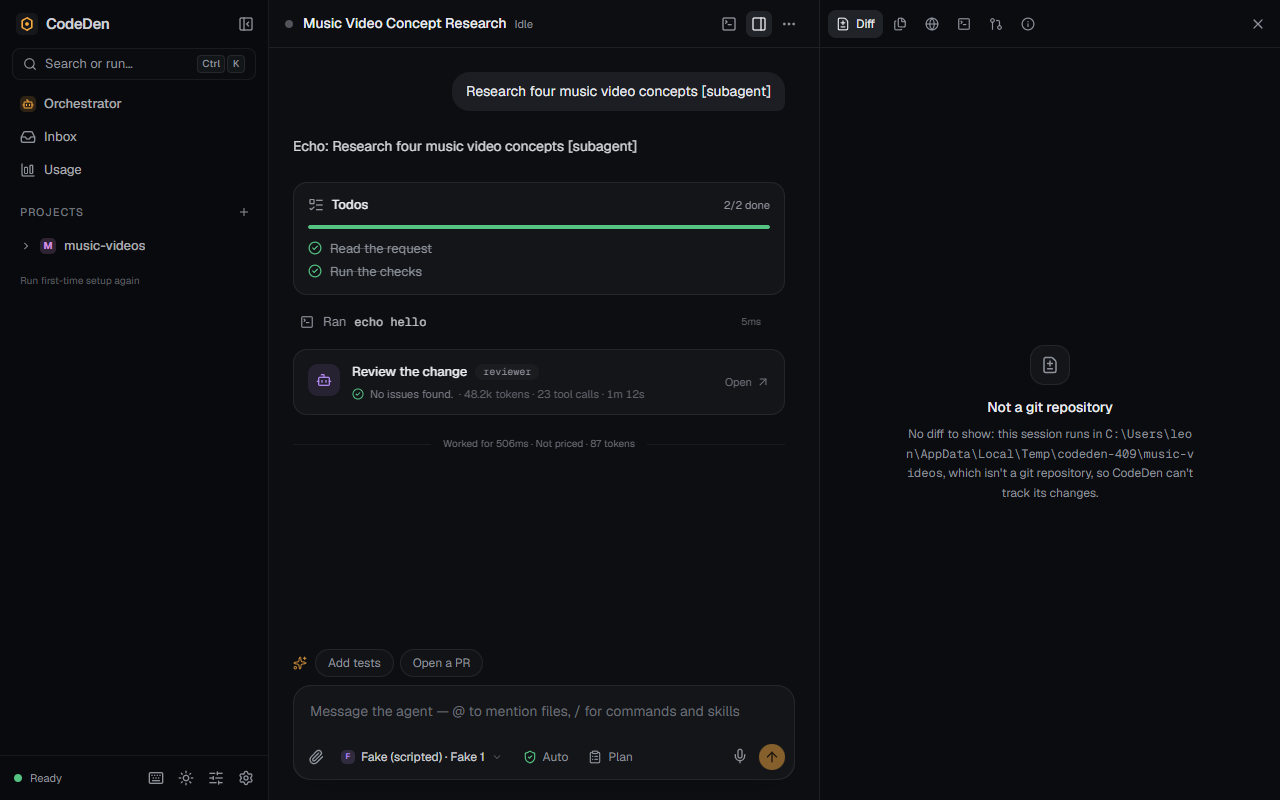 CodeDen
Search or run... Ctrl K
Orchestrator
Inbox
Usage
PROJECTS
M music-videos
Run first-time setup again
Ready
Music Video Concept Research Idle
Research four music video concepts [subagent]
Echo: Research four music video concepts [subagent]
Todos 2/2 done
Read the request
Run the checks
Ran echo hello 5ms
Review the change reviewer
No issues found. · 48.2k tokens · 23 tool calls · 1m 12s
Open
Worked for 506ms · Not priced · 87 tokens
Add tests Open a PR
Message the agent — @ to mention files, / for commands and skills
F Fake (scripted) · Fake 1 Auto Plan
Diff
Not a git repository
No diff to show: this session runs in C:\Users\leo
n\AppData\Local\Temp\codeden-409\music-v
ideos, which isn't a git repository, so CodeDen can't
track its changes.